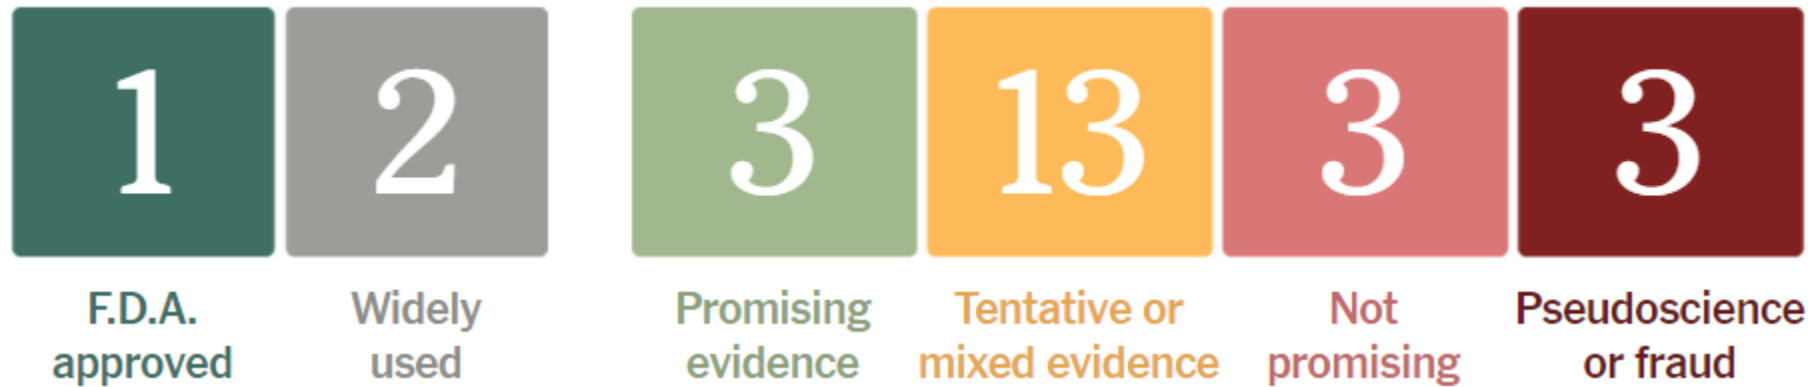 1 2 3 13 3 3
F.D.A. Widely Promising Tentative or Not Pseudoscience
approved used evidence mixed evidence promising or fraud